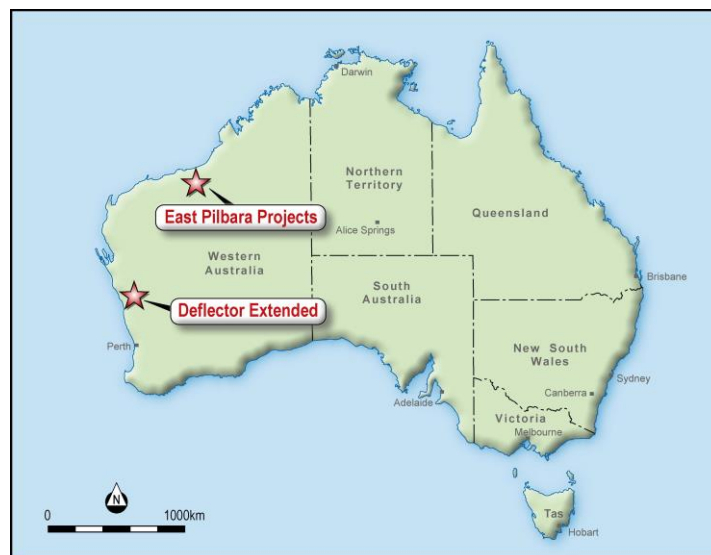 Darwin
Northern
Territory
East Pilbara Projects
Alice Springs
Queensland
Western
Australia
South
Australia
Brisbane
Deflector Extended
Perth
New South
Wales
Sydney
Canberra
Adelaide
Victoria
Melbourne
N
0 1000km
Tas
Hobart